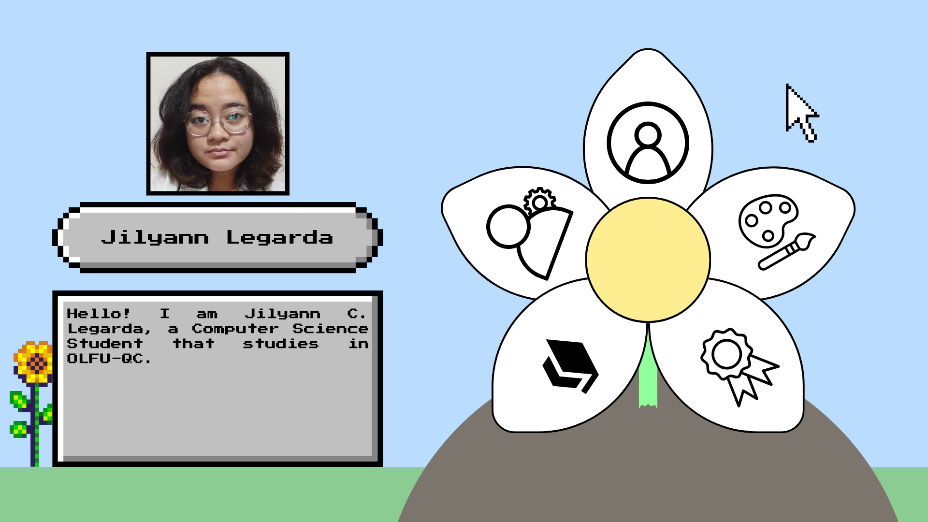 Jilyann Legarda
Hello! I am Jilyann C.
Legarda, a Computer Science
Student that studies in
OLFU-QC.